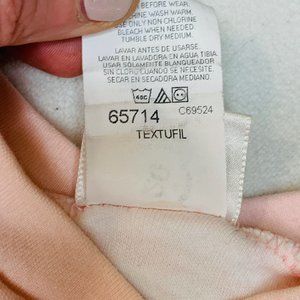 BEFORE WEAR,
MACHINE WASH WARM,
USE ONLY NON CHLORINE
BLEACH WHEN NEEDED.
TUMBLE DRY MEDIUM.
LAVAR ANTES DE USARSE.
LAVAR EN LAVADORA EN AGUA TIBIA
USAR SOLAMENTE BLANQUEADOR
SIN CLORO CUANDO SE NECESITE.
SECAR EN SECADORA MEDIANO.
40C
65714
C69524
TEXTUFIL